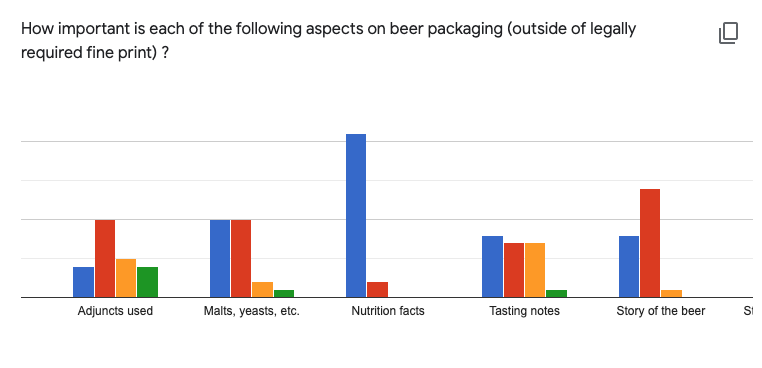 How important is each of the following aspects on beer packaging (outside of legally
required fine print) ?
Adjuncts used
Malts, yeasts, etc.
Nutrition facts
Tasting notes
Story of the beer